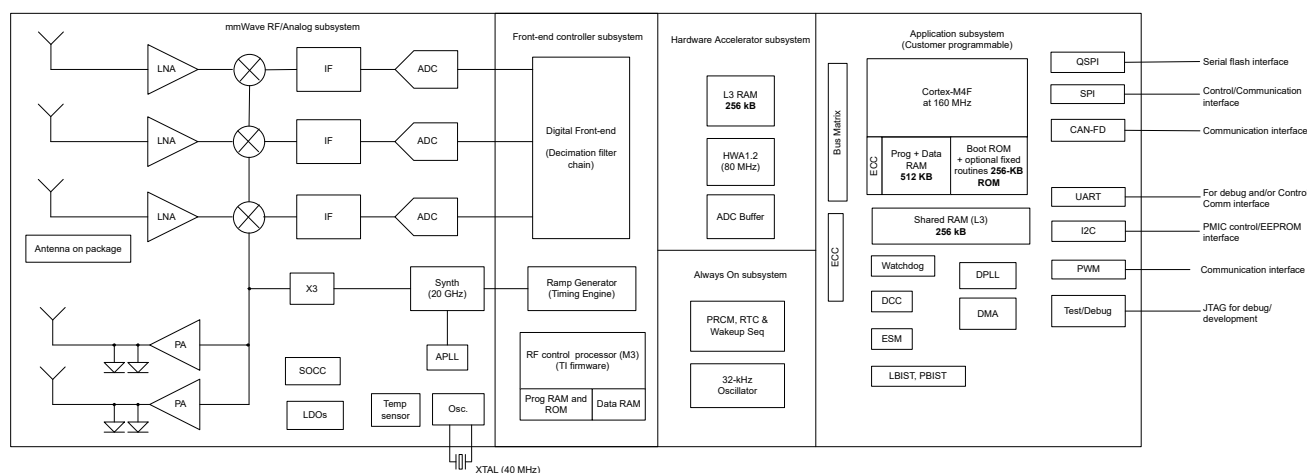 mmWave RF/Analog subsystem
LNA
IF
ADC
LNA
IF
ADC
LNA
IF
ADC
Antenna on package
X3
Synth
(20 GHz)
PA
APLL
SOCC
PA
LDOs
Temp
sensor
Osc.
XTAL (40 MHz)
Front-end controller subsystem
Digital Front-end
(Decimation filter
chain)
Ramp Generator
(Timing Engine)
RF control processor (M3)
(TI firmware)
Prog RAM and
ROM
Data RAM
Hardware Accelerator subsystem
L3 RAM
256 kB
HWA1.2
(80 MHz)
ADC Buffer
Always On subsystem
PRCM, RTC &
Wakeup Seq
32-kHz
Oscillator
Application subsystem
(Customer programmable)
Bus Matrix
Cortex-M4F
at 160 MHz
ECC
Prog + Data
RAM
512 KB
Boot ROM
+ optional fixed
routines 256-KB
ROM
Shared RAM (L3)
256 kB
ECC
Watchdog
DPLL
DCC
DMA
ESM
LBIST, PBIST
QSPI
Serial flash interface
SPI
Control/Communication
interface
CAN-FD
Communication interface
UART
For debug and/or Contro
Comm interface
I2C
PMIC control/EEPROM
interface
PWM
Communication interface
Test/Debug
JTAG for debug/
development